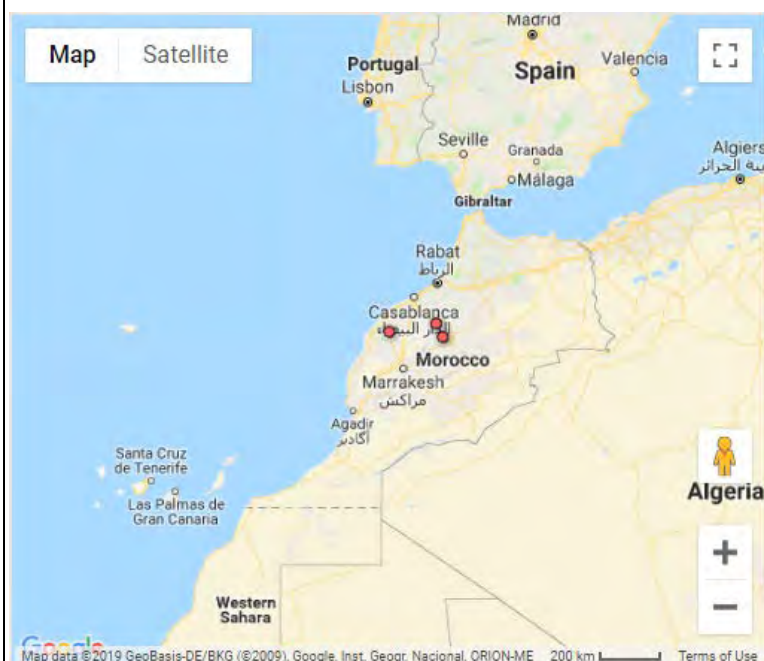 Madrid
Map
Satellite
Portugal
Valencia
Spain
Lisbon
Seville
Granada
Algiers
Málaga
Gibraltar
Rabat
الرباط
Casablanca
الدار البيضاء
Morocco
Marrakesh
مراكش
Agadir
أكادير
Santa Cruz
de Tenerife
Las Palmas de
Gran Canaria
Algeria
+
−
Western
Sahara
Google
Map data ©2019 GeoBasis-DE/BKG (©2009), Google, Inst. Geogr. Nacional, ORION-ME 200 km Terms of Use